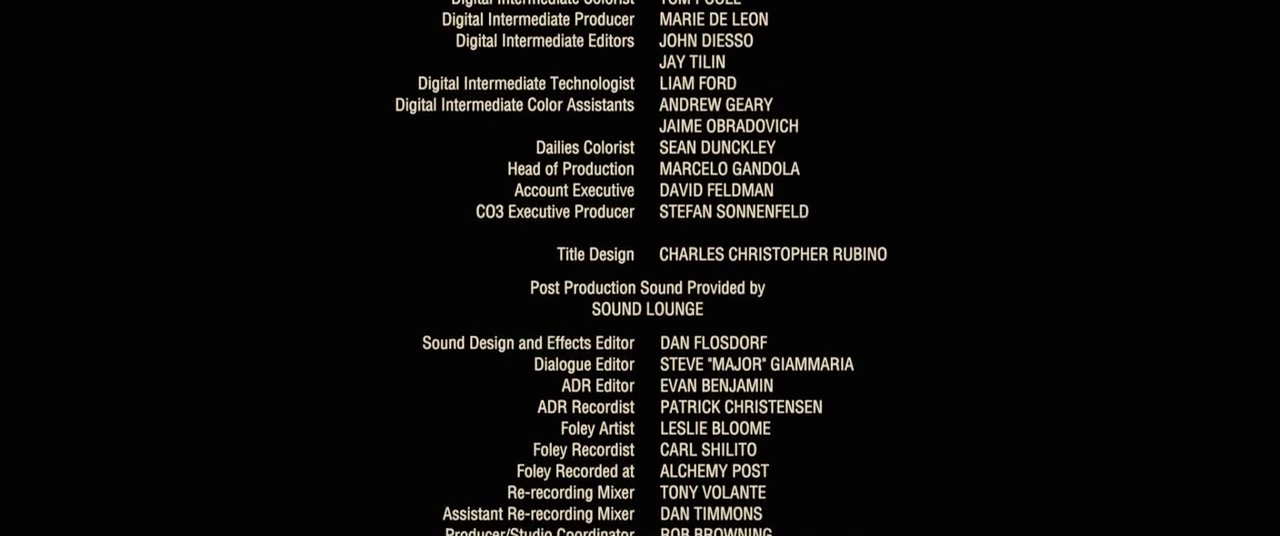 Digital Intermediate Colorist TOM POOLE
Digital Intermediate Producer MARIE DE LEON
Digital Intermediate Editors JOHN DIESSO
JAY TILIN
Digital Intermediate Technologist LIAM FORD
Digital Intermediate Color Assistants ANDREW GEARY
JAIME OBRADOVICH
Dailies Colorist SEAN DUNCKLEY
Head of Production MARCELO GANDOLA
Account Executive DAVID FELDMAN
CO3 Executive Producer STEFAN SONNENFELD
Title Design CHARLES CHRISTOPHER RUBINO
Post Production Sound Provided by
SOUND LOUNGE
Sound Design and Effects Editor DAN FLOSDORF
Dialogue Editor STEVE "MAJOR" GIAMMARIA
ADR Editor EVAN BENJAMIN
ADR Recordist PATRICK CHRISTENSEN
Foley Artist LESLIE BLOOME
Foley Recordist CARL SHILITO
Foley Recorded at ALCHEMY POST
Re-recording Mixer TONY VOLANTE
Assistant Re-recording Mixer DAN TIMMONS
Producer/Studio Coordinator ROB BROWNING